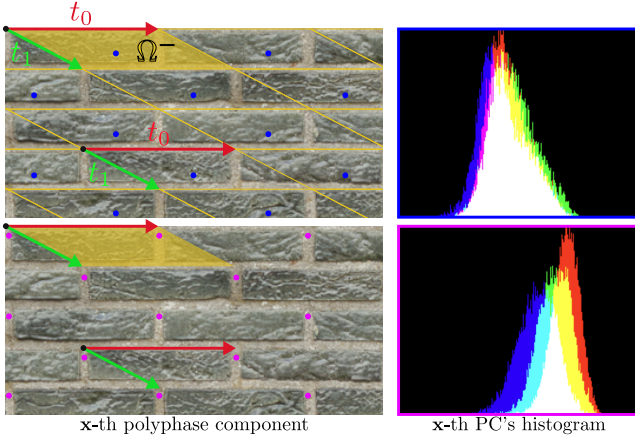 t₀
t₁
Ω⁻
t₀
t₁
x-th polyphase component
x-th PC's histogram